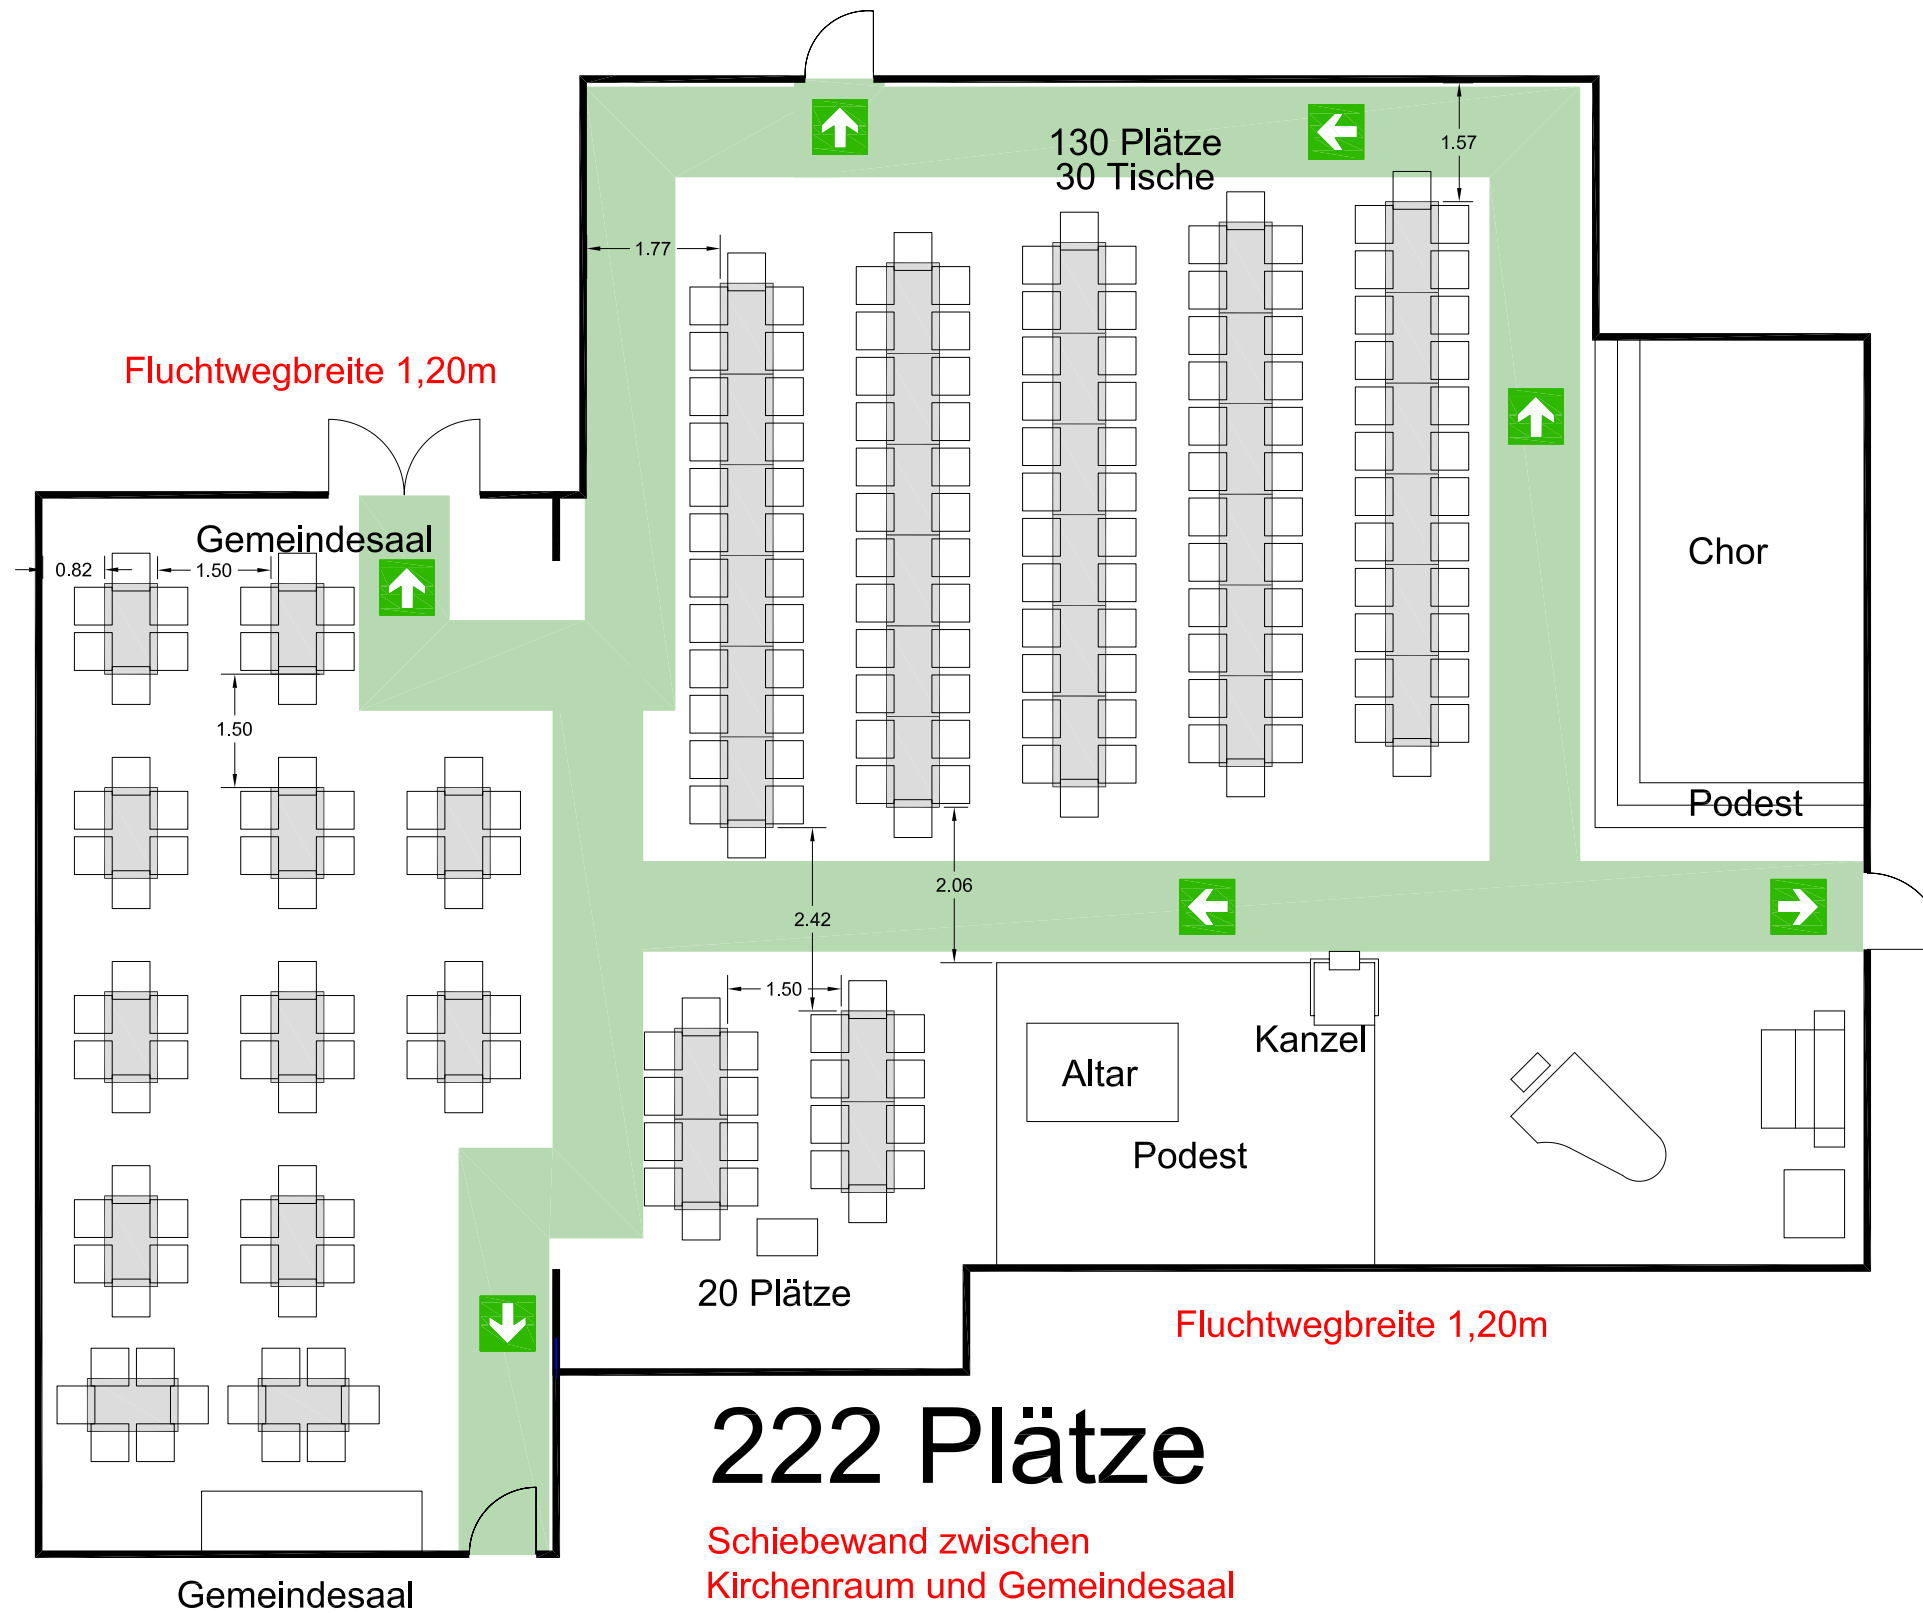 130 Plätze
30 Tische
1.57
1.77
Fluchtwegbreite 1,20m
Gemeindesaal
0.82
1.50
1.50
Chor
Podest
2.06
2.42
1.50
Kanzel
Altar
Podest
20 Plätze
Fluchtwegbreite 1,20m
222 Plätze
Schiebewand zwischen
Kirchenraum und Gemeindesaal
Gemeindesaal